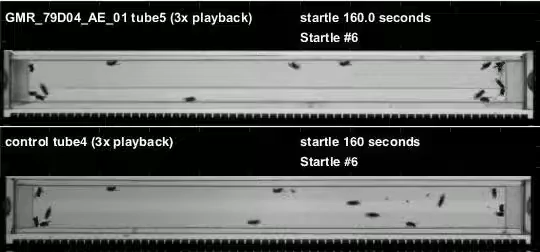 GMR_79D04_AE_01 tube5 (3x playback)
startle 160.0 seconds
Startle #6
control tube4 (3x playback)
startle 160 seconds
Startle #6